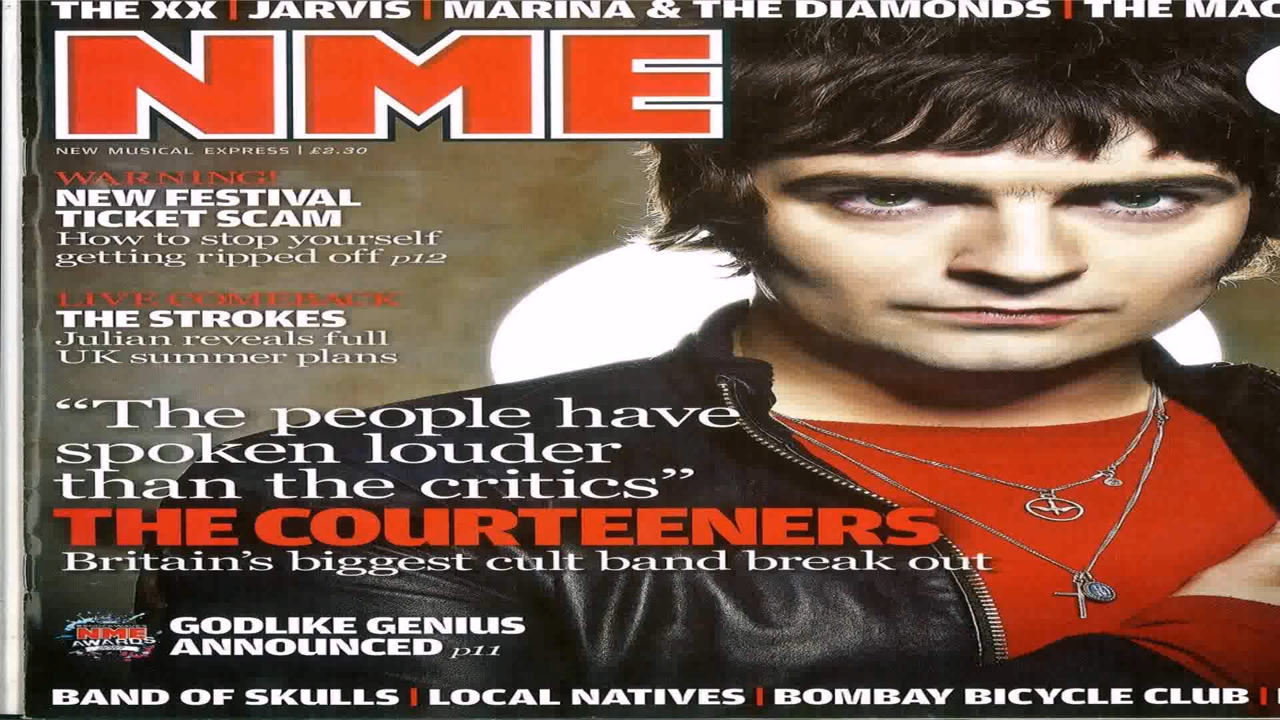 THE XX | JARVIS | MARINA & THE DIAMONDS | THE MAC
NME
NEW MUSICAL EXPRESS | £2.30
WARNING!
NEW FESTIVAL
TICKET SCAM
How to stop yourself
getting ripped off p12
LIVE COMEBACK
THE STROKES
Julian reveals full
UK summer plans
“The people have
spoken louder
than the critics”
THE COURTEENERS
Britain's biggest cult band break out
NME
AWARDS
GODLIKE GENIUS
ANNOUNCED p11
BAND OF SKULLS | LOCAL NATIVES | BOMBAY BICYCLE CLUB |